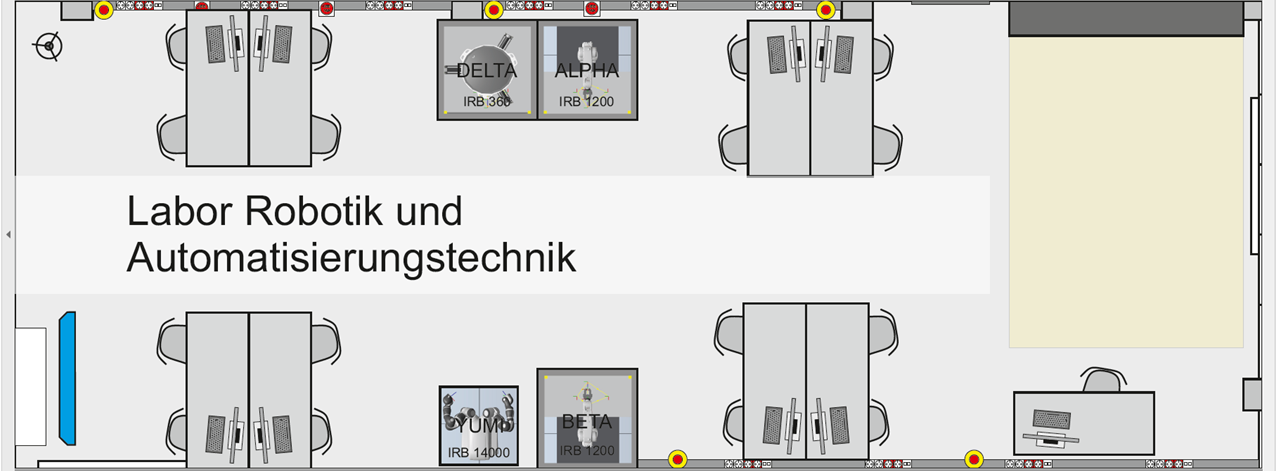 DELTA
IRB 360
ALPHA
IRB 1200
Labor Robotik und
Automatisierungstechnik
YUMI
IRB 14000
BETA
IRB 1200